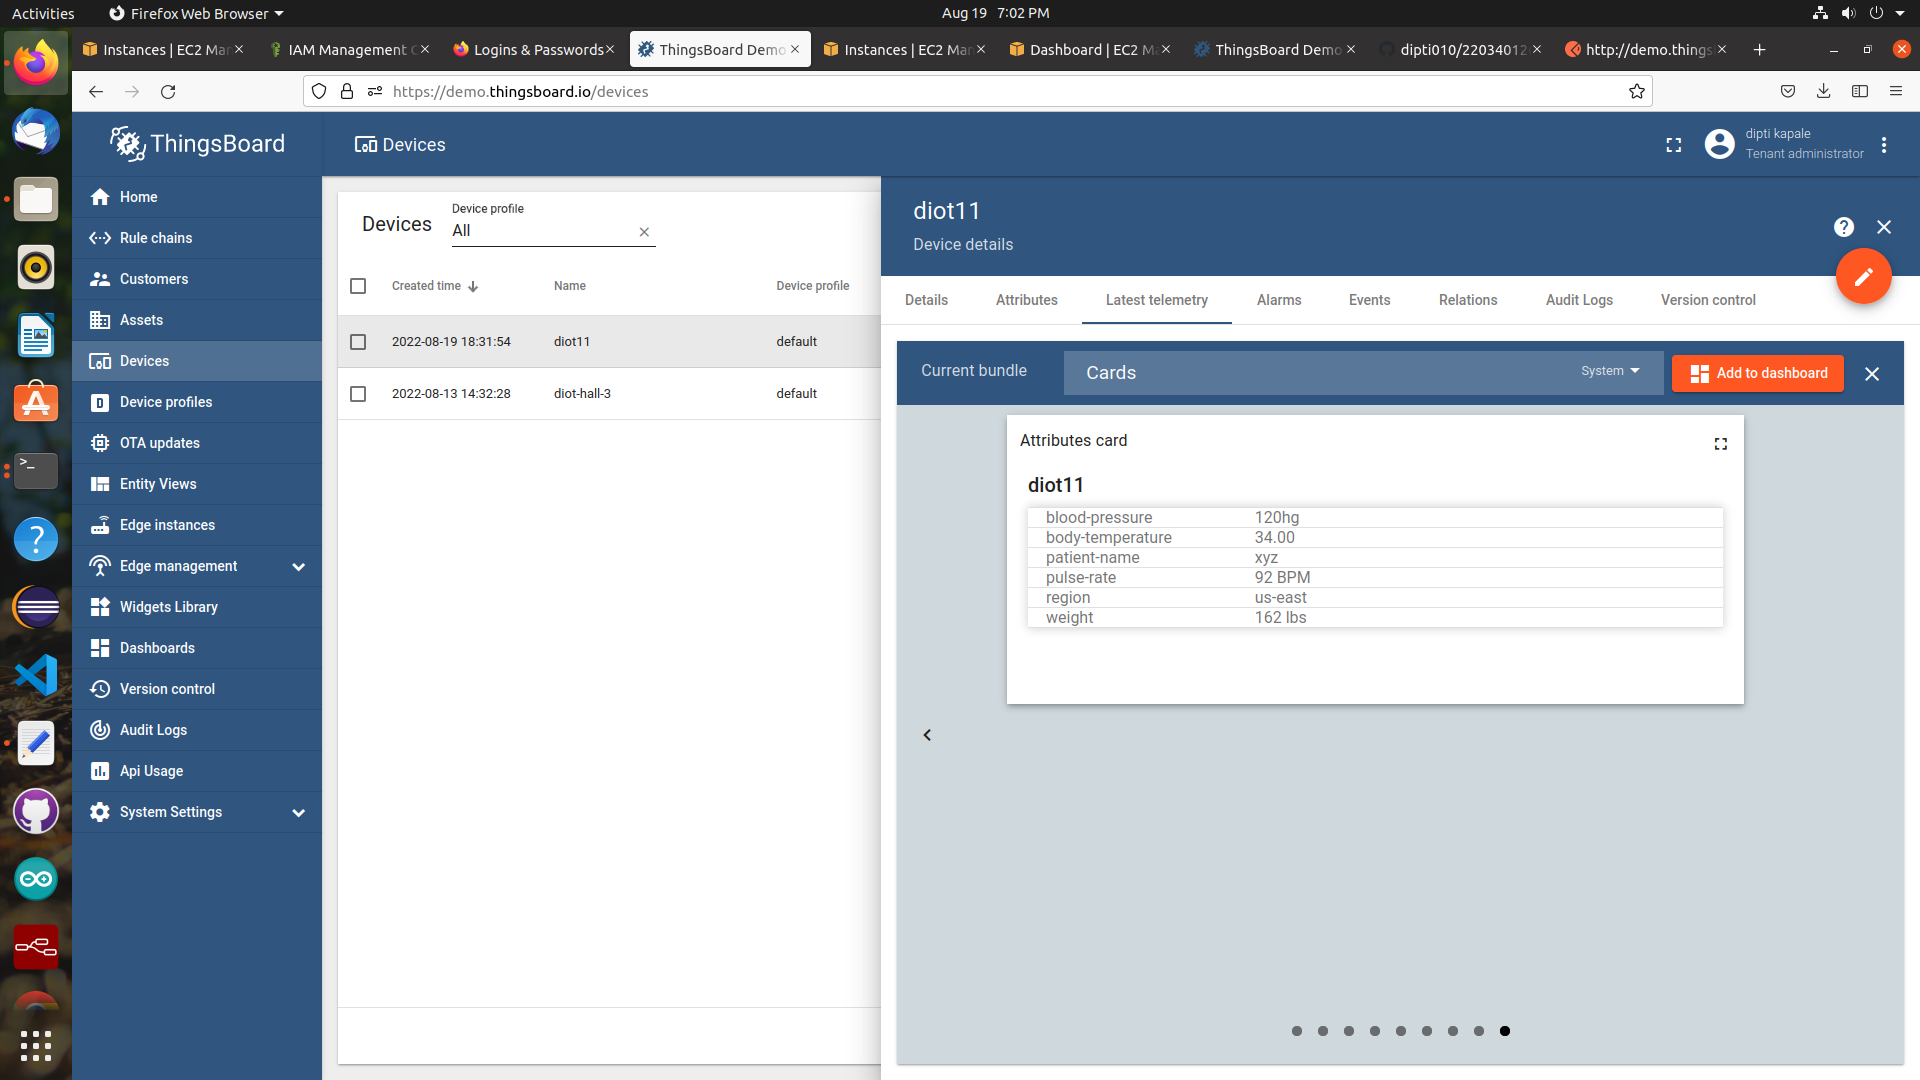 Activities
Firefox Web Browser
Aug 19 7:02 PM
Instances | EC2 Mar
IAM Management C
Logins & Passwords
ThingsBoard Demo
Instances | EC2 Mar
Dashboard | EC2 Ma
ThingsBoard Demo
dipti010/22034012
http://demo.things
https://demo.thingsboard.io/devices
ThingsBoard
Devices
dipti kapale
Tenant administrator
Home
Rule chains
Customers
Assets
Devices
Device profiles
OTA updates
Entity Views
Edge instances
Edge management
Widgets Library
Dashboards
Version control
Audit Logs
Api Usage
System Settings
Devices
Device profile
All
Created time
Name
Device profile
2022-08-19 18:31:54
diot11
default
2022-08-13 14:32:28
diot-hall-3
default
diot11
Device details
Details
Attributes
Latest telemetry
Alarms
Events
Relations
Audit Logs
Version control
Current bundle
Cards
System
Add to dashboard
Attributes card
diot11
blood-pressure 120hg
body-temperature 34.00
patient-name xyz
pulse-rate 92 BPM
region us-east
weight 162 lbs